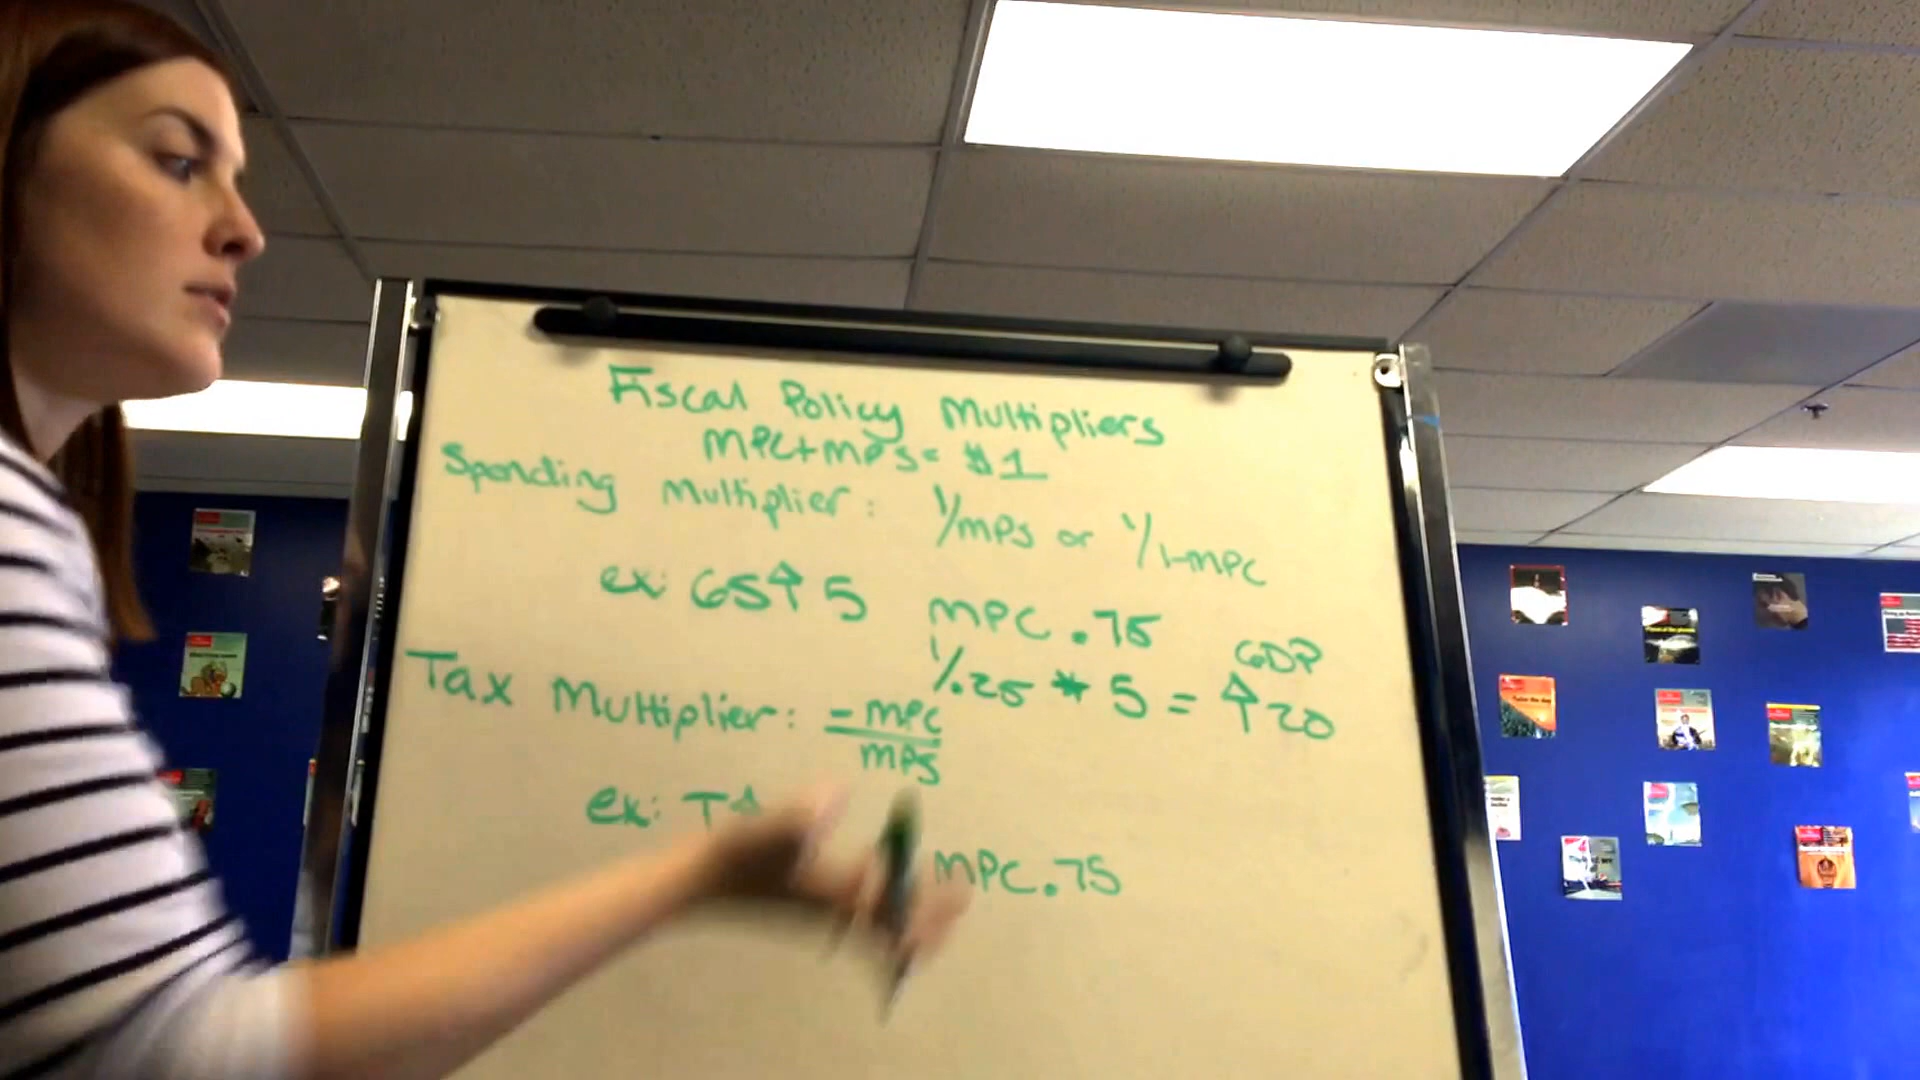 Fiscal Policy Multipliers
MPC+MPS= $1
Spending Multiplier: 1/MPS or 1/1-MPC
ex: GS↑ 5 MPC .75
1/.25 * 5 = ↑20 GDP
Tax Multiplier: -MPC/MPS
ex: T↑
MPC .75